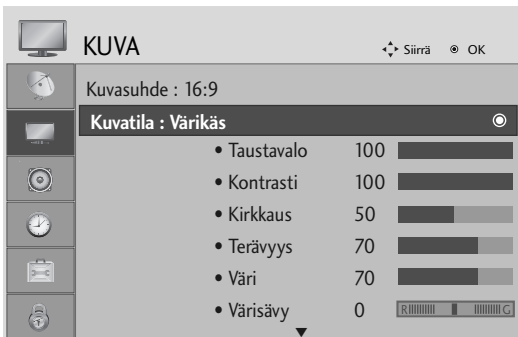 KUVA Siirrä OK
Kuvasuhde : 16:9
Kuvatila : Värikäs
• Taustavalo 100
• Kontrasti 100
• Kirkkaus 50
• Terävyys 70
• Väri 70
• Värisävy 0 R G